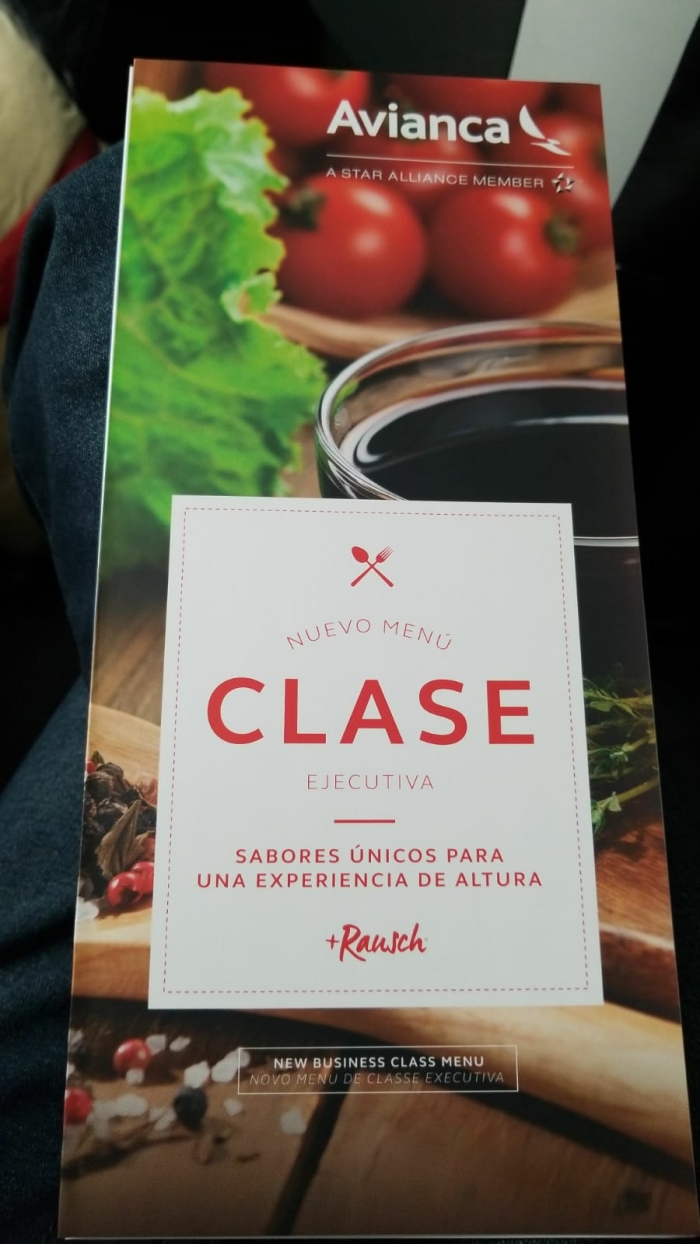 Avianca
A STAR ALLIANCE MEMBER
NUEVO MENÚ
CLASE
EJECUTIVA
SABORES ÚNICOS PARA
UNA EXPERIENCIA DE ALTURA
+Rausch
NEW BUSINESS CLASS MENU
NOVO MENU DE CLASSE EXECUTIVA